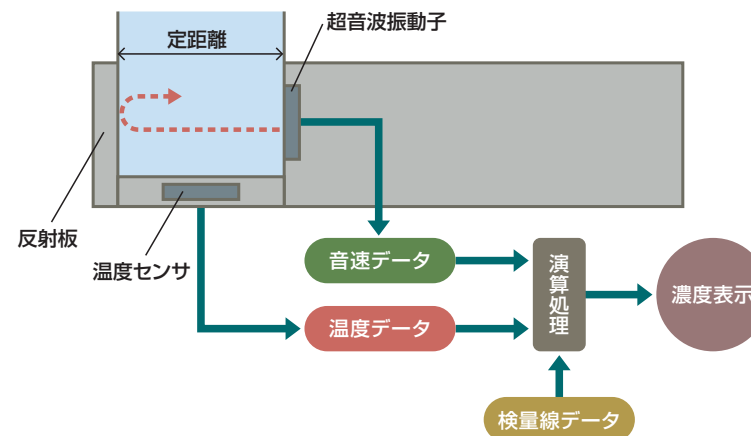 超音波振動子
定距離
反射板
温度センサ
音速データ
温度データ
演算処理
濃度表示
検量線データ